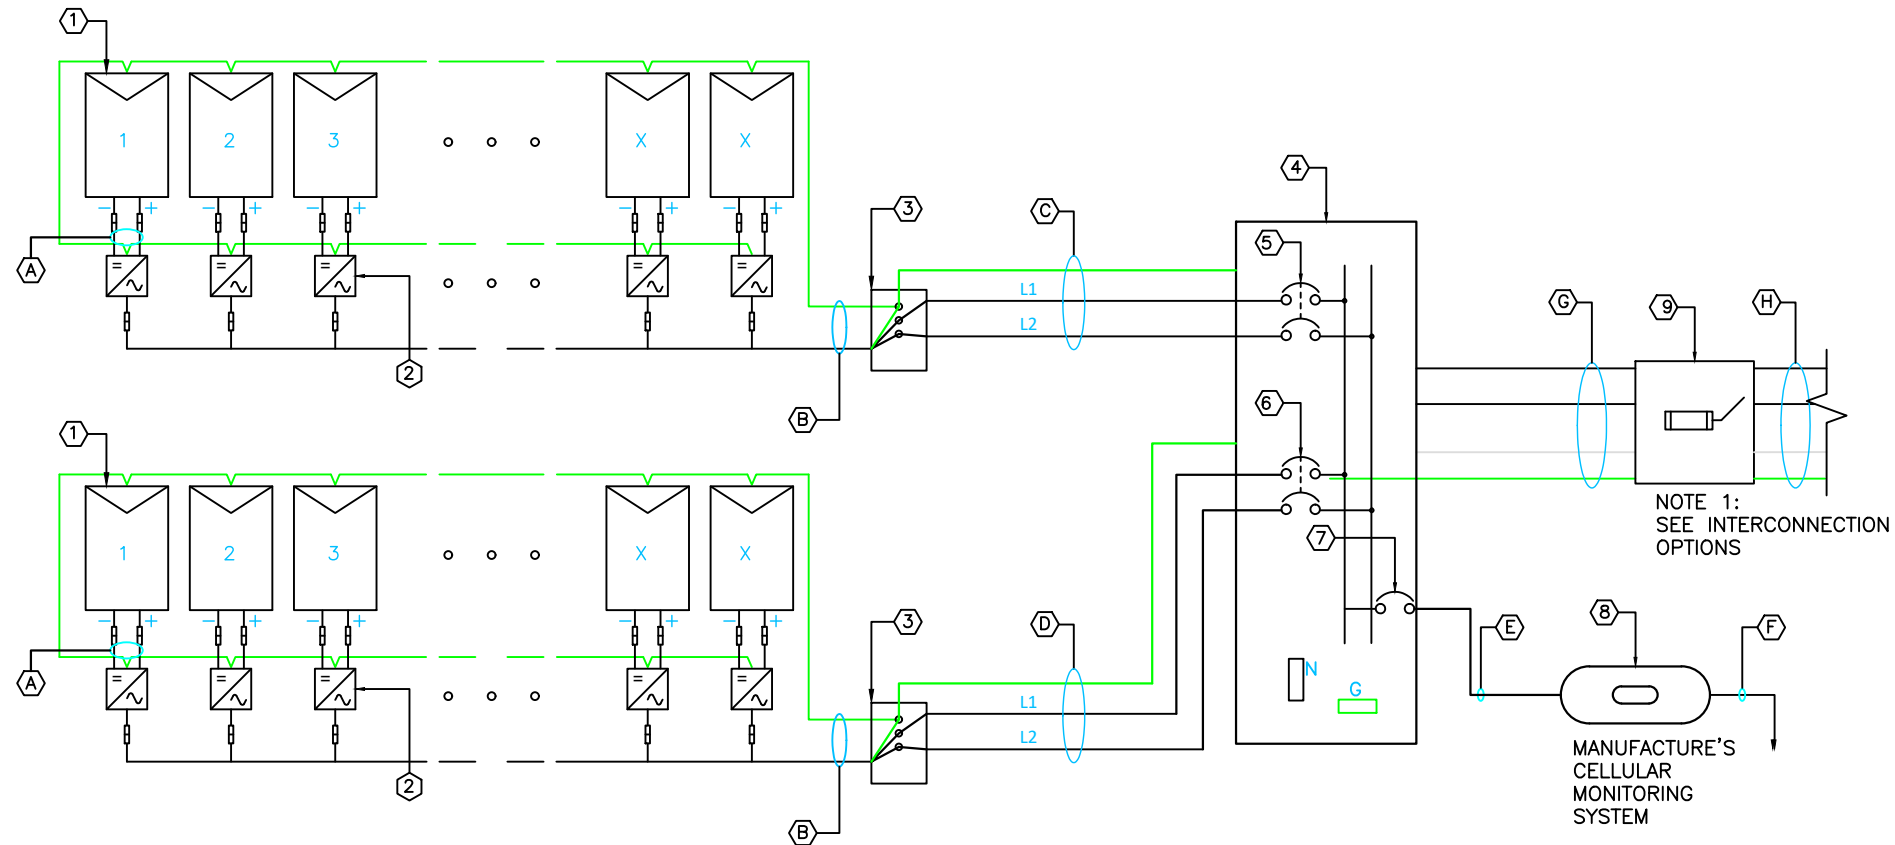 1
1 2 3 X X
- + - + - + - + - +
A
2
3
B
C
L1
L2
4
5
6
7
N
G
G
9
H
NOTE 1:
SEE INTERCONNECTION
OPTIONS
1
1 2 3 X X
- + - + - + - + - +
A
2
3
B
D
L1
L2
E
8
F
MANUFACTURE'S
CELLULAR
MONITORING
SYSTEM